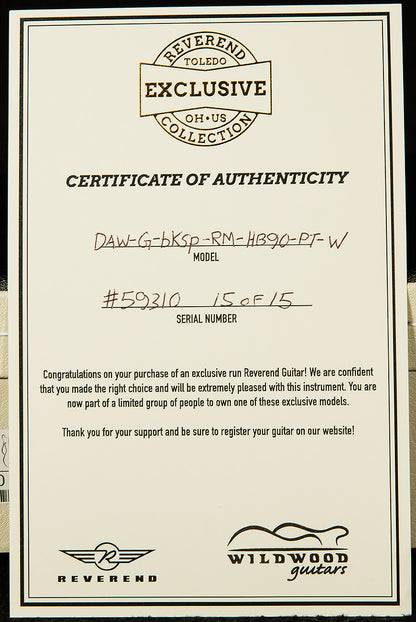 REVEREND
TOLEDO
EXCLUSIVE
OH • US
COLLECTION
CERTIFICATE OF AUTHENTICITY
DAW-G-bKsp-RM-HB90-PT-W
MODEL
#59310 15 oF 15
SERIAL NUMBER
Congratulations on your purchase of an exclusive run Reverend Guitar! We are confident
that you made the right choice and will be extremely pleased with this instrument. You are
now part of a limited group of people to own one of these exclusive models.
Thank you for your support and be sure to register your guitar on our website!
R
REVEREND
WILDWOOD
guitars